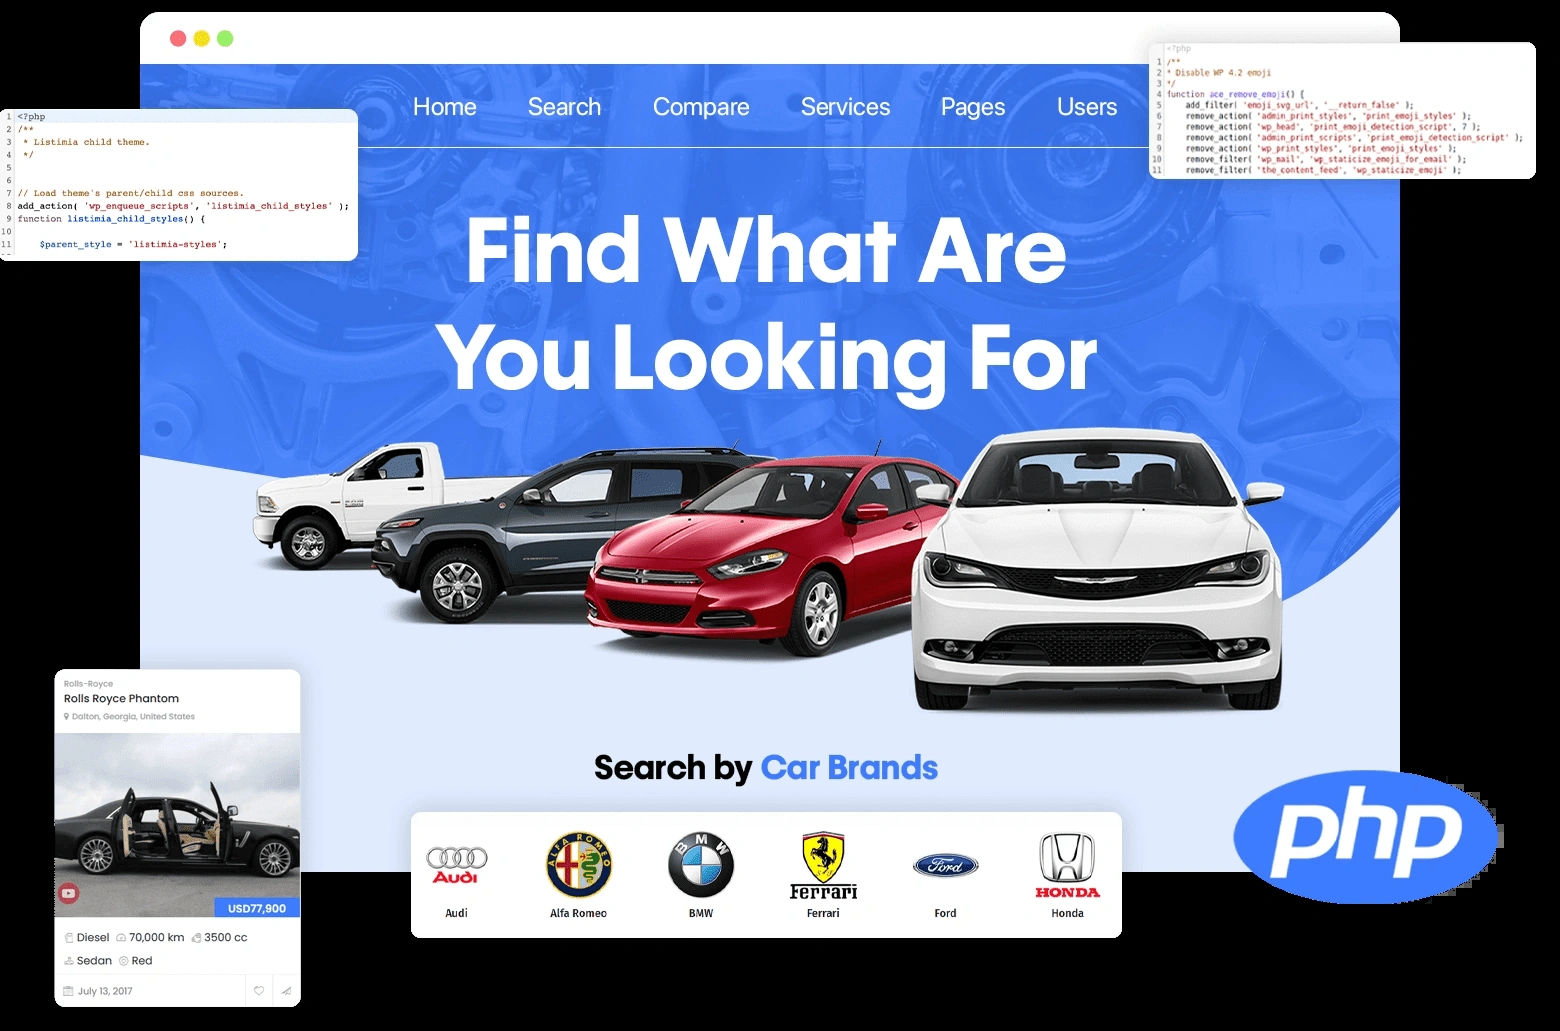 Home Search Compare Services Pages Users
<?php
1 /**
2 * Disable WP 4.2 emoji
3 */
4 function ace_remove_emoji() {
5 add_filter( 'emoji_svg_url', '__return_false' );
6 remove_action( 'admin_print_styles', 'print_emoji_styles' );
7 remove_action( 'wp_head', 'print_emoji_detection_script', 7 );
8 remove_action( 'admin_print_scripts', 'print_emoji_detection_script' );
9 remove_action( 'wp_print_styles', 'print_emoji_styles' );
10 remove_filter( 'wp_mail', 'wp_staticize_emoji_for_email' );
11 remove_filter( 'the_content_feed', 'wp_staticize_emoji' );
1 <?php
2 /**
3 * Listimia child theme.
4 */
5
6
7 // Load theme's parent/child css sources.
8 add_action( 'wp_enqueue_scripts', 'listimia_child_styles' );
9 function listimia_child_styles() {
10
11 $parent_style = 'listimia-styles';
Find What Are
You Looking For
RAM
Rolls-Royce
Rolls Royce Phantom
Dalton, Georgia, United States
USD77,900
Diesel 70,000 km 3500 cc
Sedan Red
July 13, 2017
Search by Car Brands
Audi
ALFA ROMEO
BMW
Ferrari
Ford
HONDA
Audi Alfa Romeo BMW Ferrari Ford Honda
php